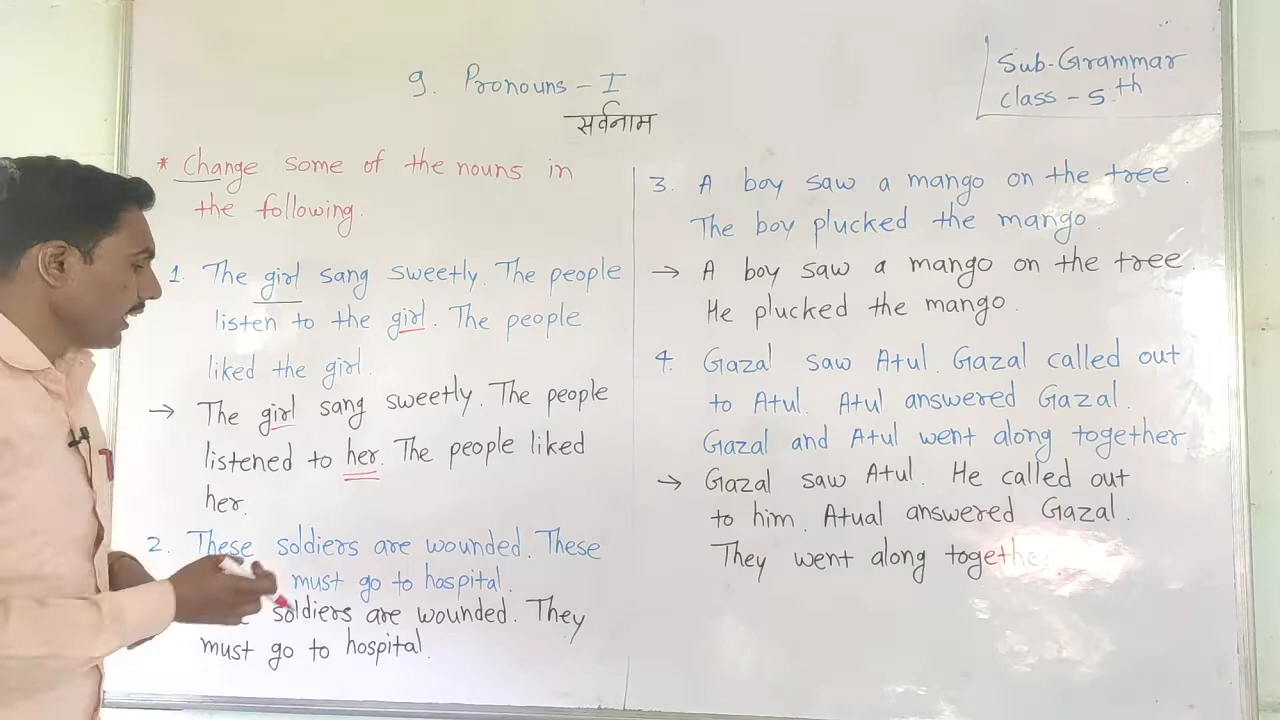 9. Pronouns - I
सर्वनाम
Sub-Grammar
class - 5.th
* Change some of the nouns in
the following.
1. The girl sang sweetly. The people
listen to the girl. The people
liked the girl.
→ The girl sang sweetly. The people
listened to her. The people liked
her.
2. These soldiers are wounded. These
must go to hospital.
soldiers are wounded. They
must go to hospital.
3. A boy saw a mango on the tree.
The boy plucked the mango.
→ A boy saw a mango on the tree.
He plucked the mango.
4. Gazal saw Atul. Gazal called out
to Atul. Atul answered Gazal.
Gazal and Atul went along together.
→ Gazal saw Atul. He called out
to him. Atual answered Gazal.
They went along together